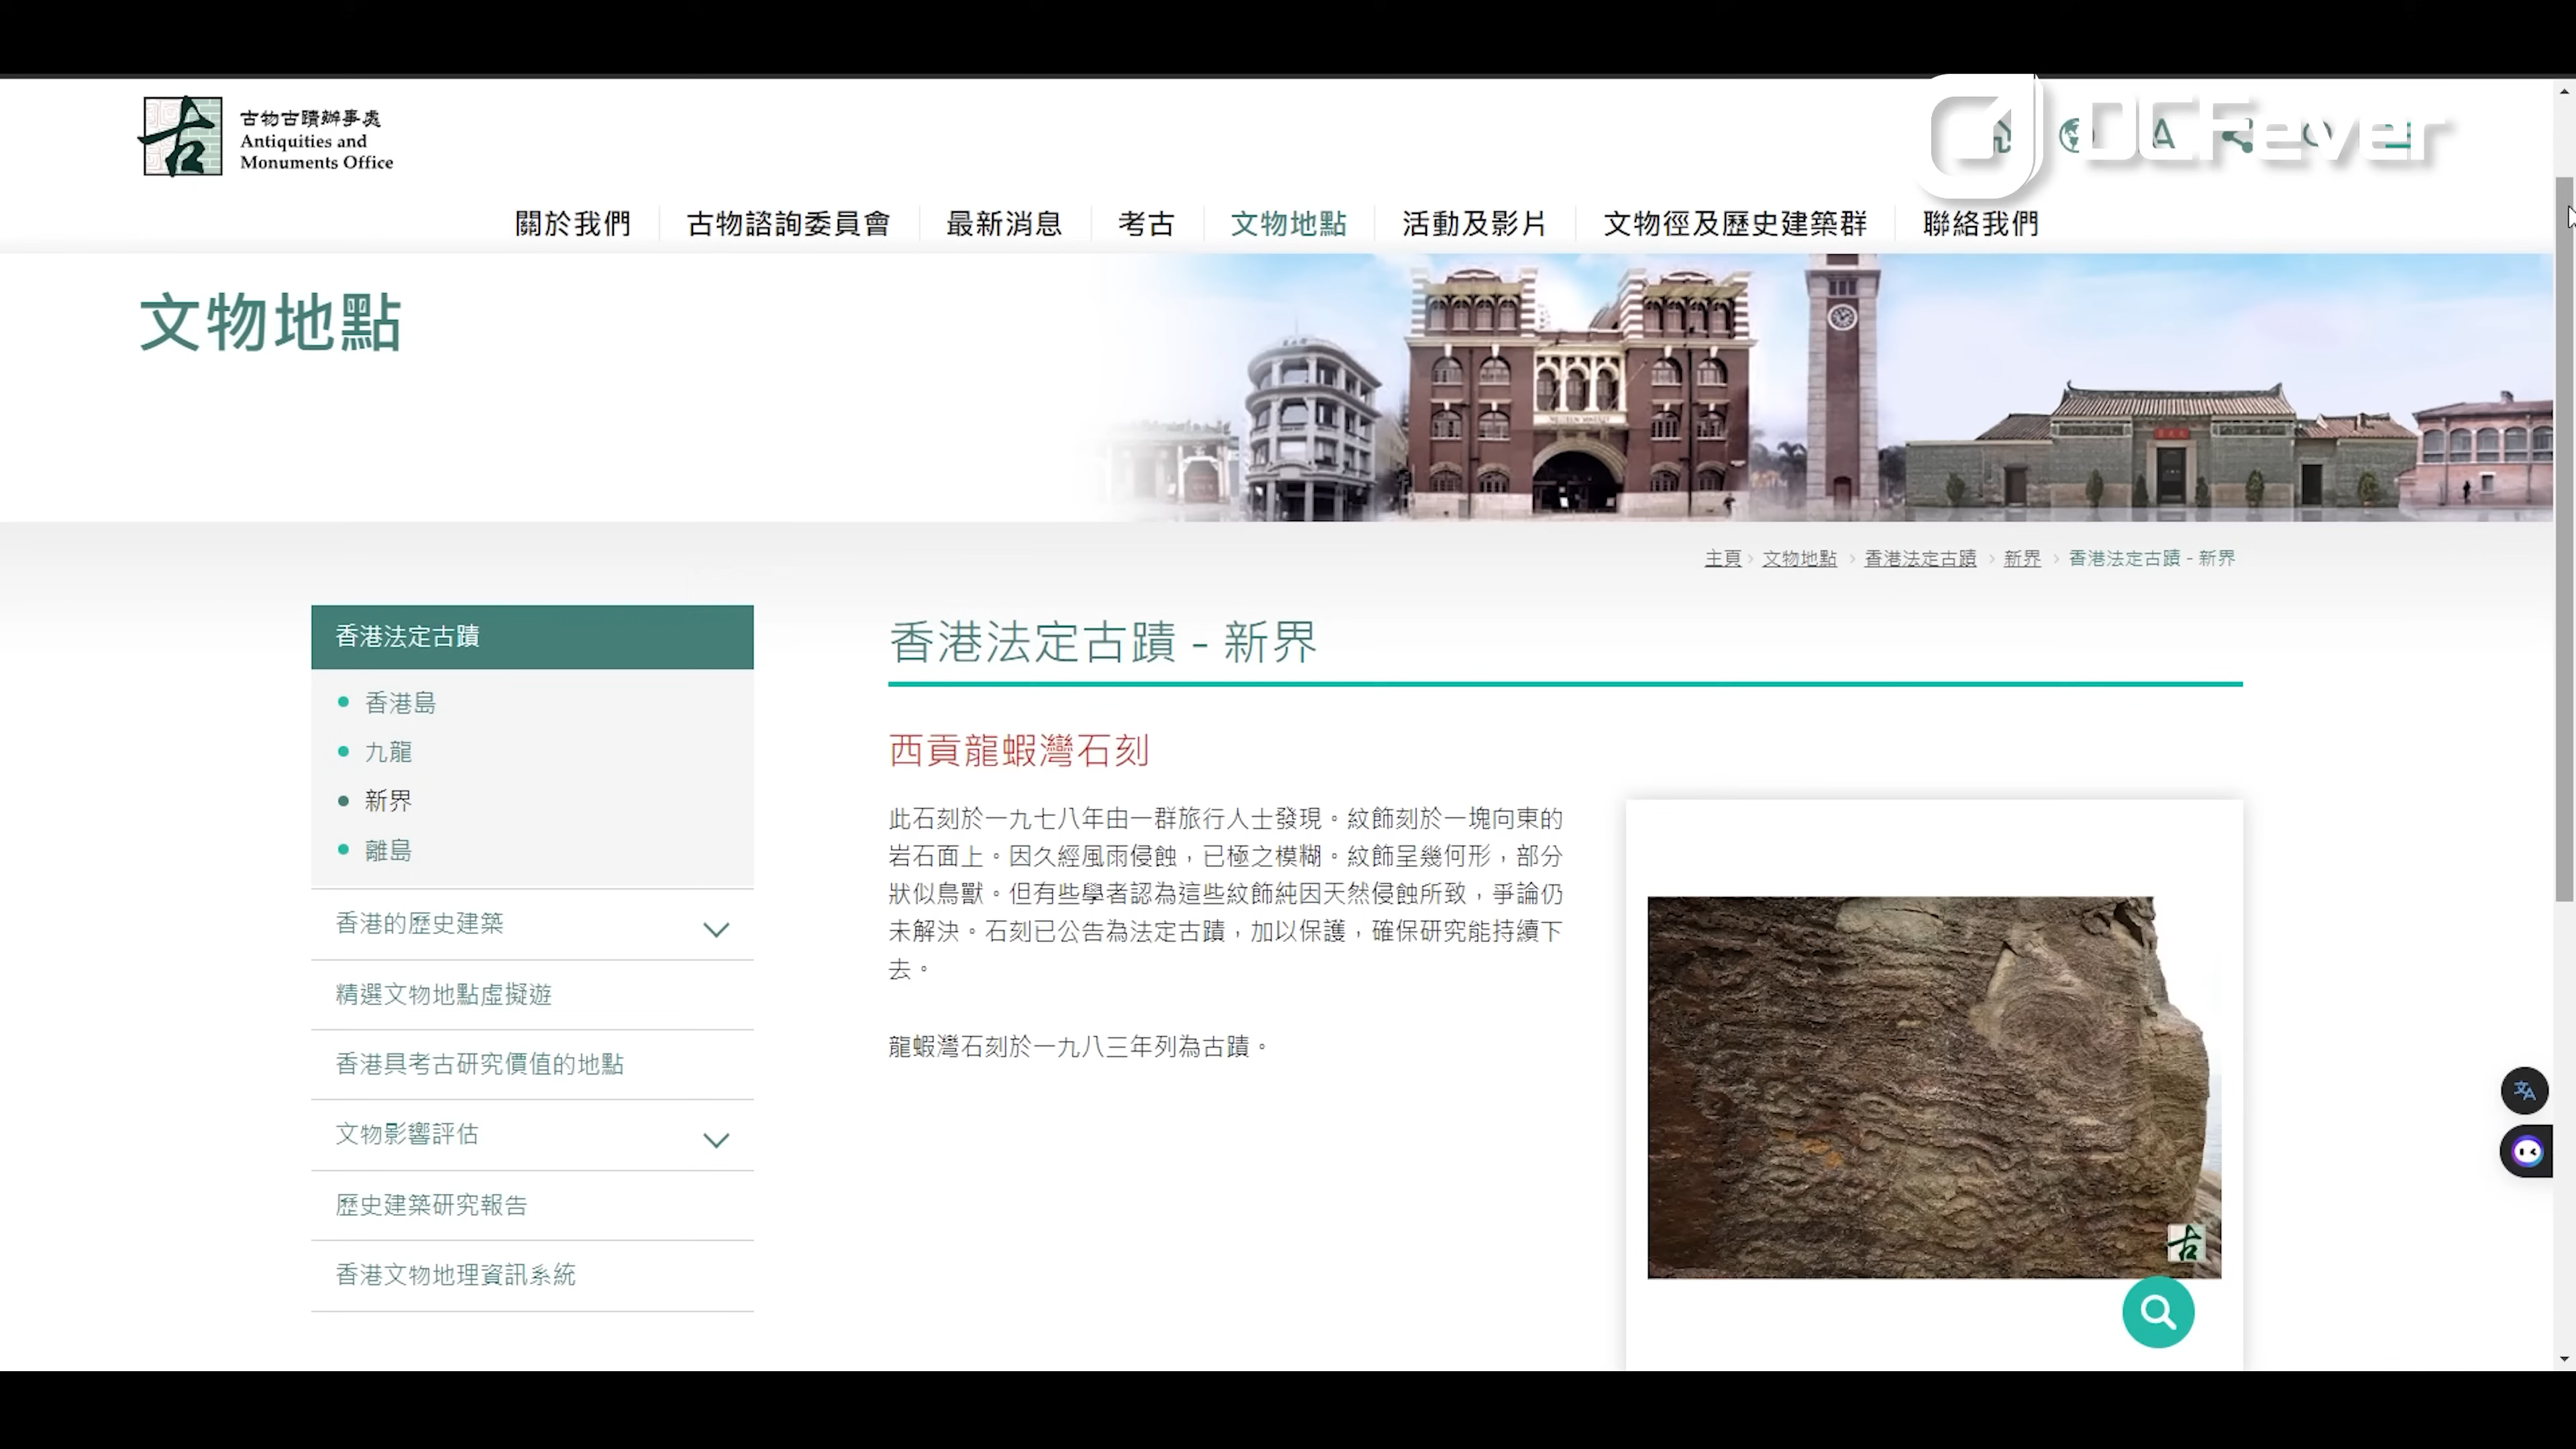 古物古蹟辦事處
Antiquities and
Monuments Office
DCFever
關於我們
古物諮詢委員會
最新消息
考古
文物地點
活動及影片
文物徑及歷史建築群
聯絡我們
文物地點
主頁 › 文物地點 › 香港法定古蹟 › 新界 › 香港法定古蹟 - 新界
香港法定古蹟
香港島
九龍
新界
離島
香港的歷史建築
精選文物地點虛擬遊
香港具考古研究價值的地點
文物影響評估
歷史建築研究報告
香港文物地理資訊系統
香港法定古蹟 - 新界
西貢龍蝦灣石刻
此石刻於一九七八年由一群旅行人士發現。紋飾刻於一塊向東的
岩石面上。因久經風雨侵蝕，已極之模糊。紋飾呈幾何形，部分
狀似鳥獸。但有些學者認為這些紋飾純因天然侵蝕所致，爭論仍
未解決。石刻已公告為法定古蹟，加以保護，確保研究能持續下
去。
龍蝦灣石刻於一九八三年列為古蹟。
古